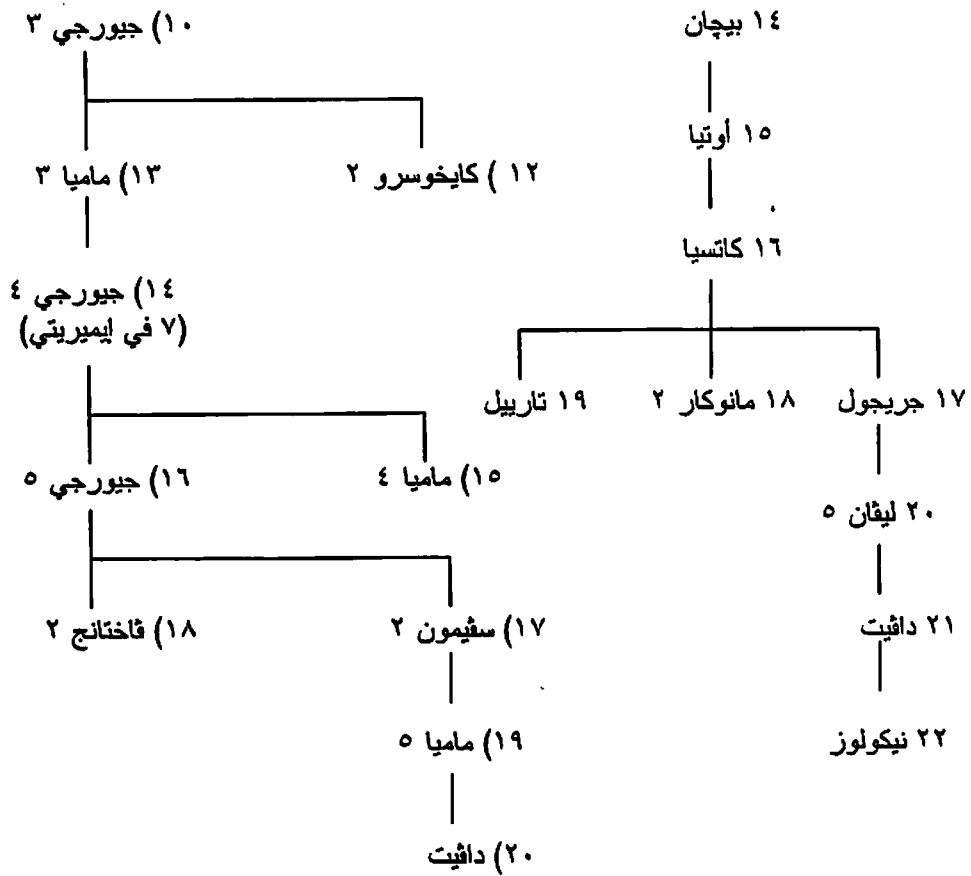 ١٤ بيچان
١٥ أوتيا
١٦ كاتسيا
١٧ جريجول
١٨ مانوكار ٢
١٩ تارييل
٢٠ ليڤان ٥
٢١ داڤيت
٢٢ نيكولوز
١٠) جيورجي ٣
١٢ ) كايخوسرو ٢
١٣) ماميا ٣
١٤) جيورجي ٤
(٧ في إيميريتي)
١٥) ماميا ٤
١٦) جيورجي ٥
١٧) سڤيمون ٢
١٨) ڤاختانج ٢
١٩) ماميا ٥
٢٠) داڤيت